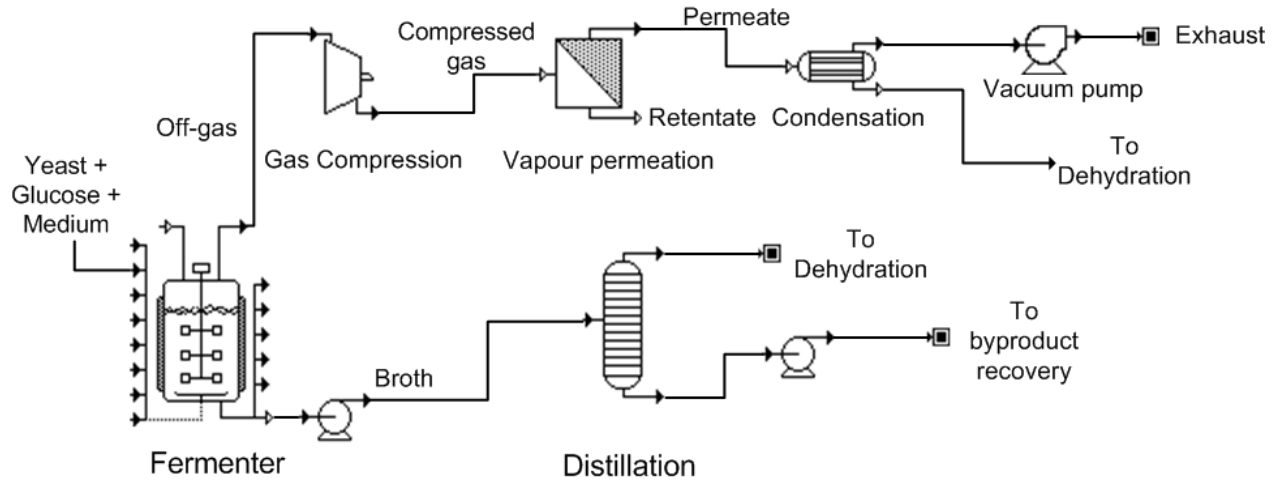 Permeate
Compressed
gas
Exhaust
Vacuum pump
Off-gas
Retentate
Condensation
Gas Compression
Vapour permeation
To
Dehydration
Yeast +
Glucose +
Medium
To
Dehydration
To
byproduct
recovery
Broth
Fermenter
Distillation